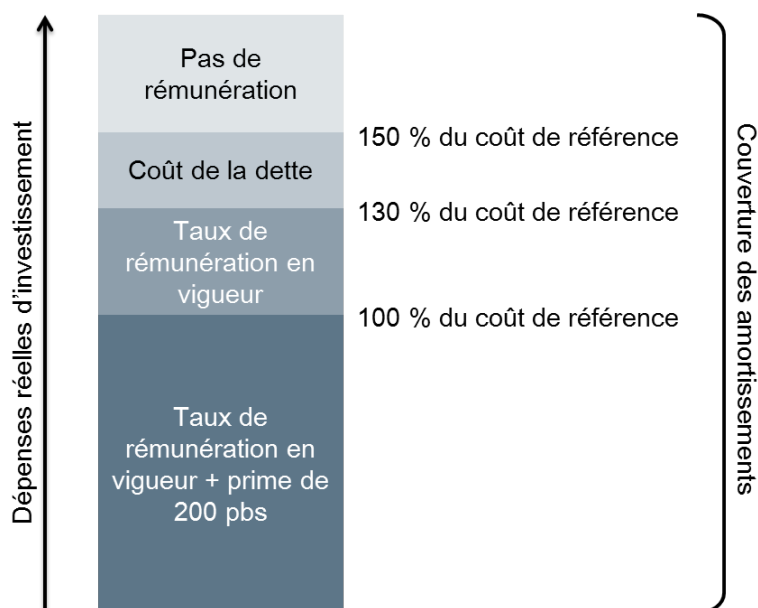 Dépenses réelles d’investissement
Pas de
rémunération
150 % du coût de référence
Coût de la dette
130 % du coût de référence
Taux de
rémunération en
vigueur
100 % du coût de référence
Taux de
rémunération en
vigueur + prime de
200 pbs
Couverture des amortissements